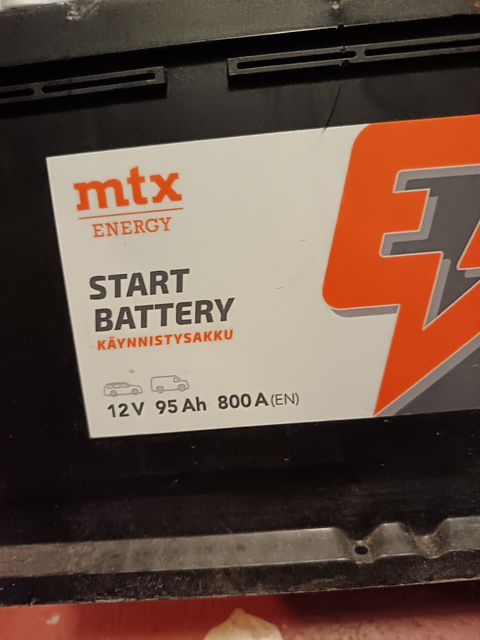 mtx
ENERGY
START
BATTERY
KÄYNNISTYSAKKU
12V 95Ah 800A(EN)